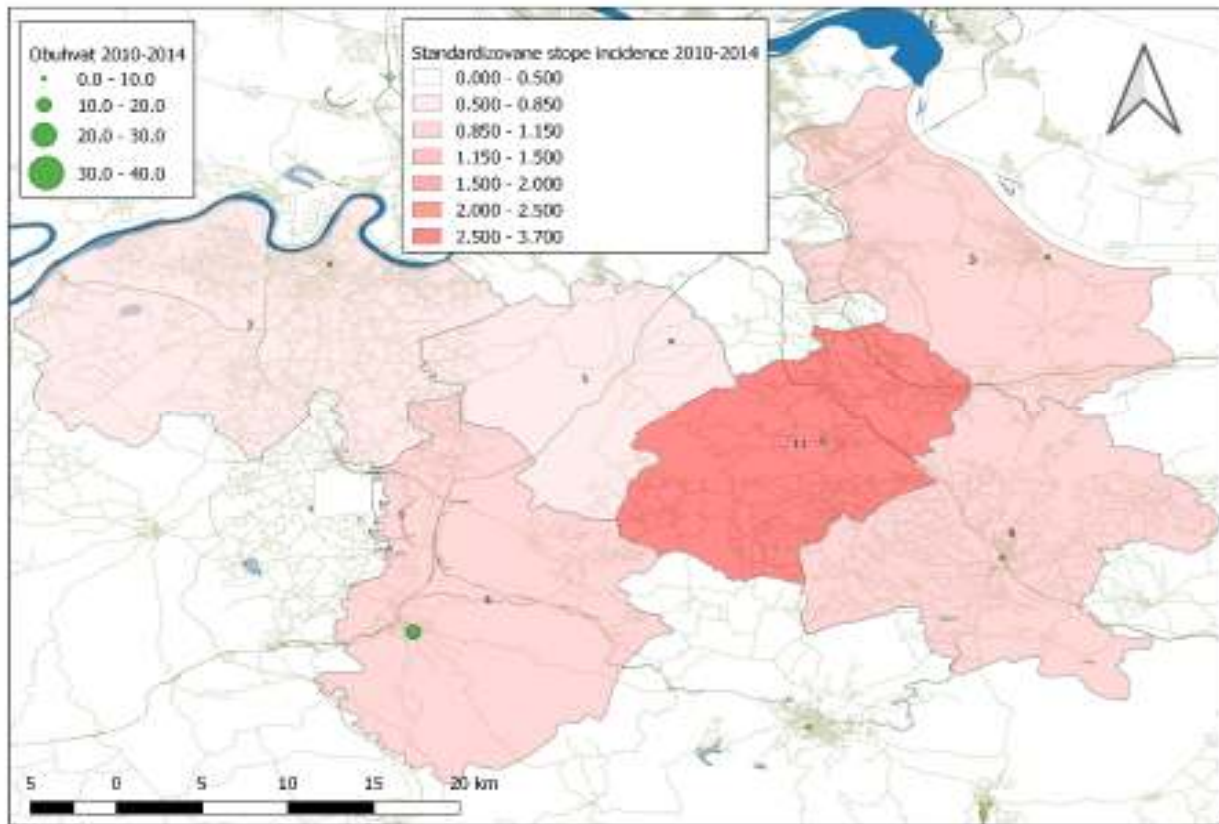 Obuhvat 2010-2014
0.0 - 10.0
10.0 - 20.0
20.0 - 30.0
30.0 - 40.0
Standardizovane stope incidence 2010-2014
0.000 - 0.500
0.500 - 0.850
0.850 - 1.150
1.150 - 1.500
1.500 - 2.000
2.000 - 2.500
2.500 - 3.700
11
5 0 5 10 15 20 km